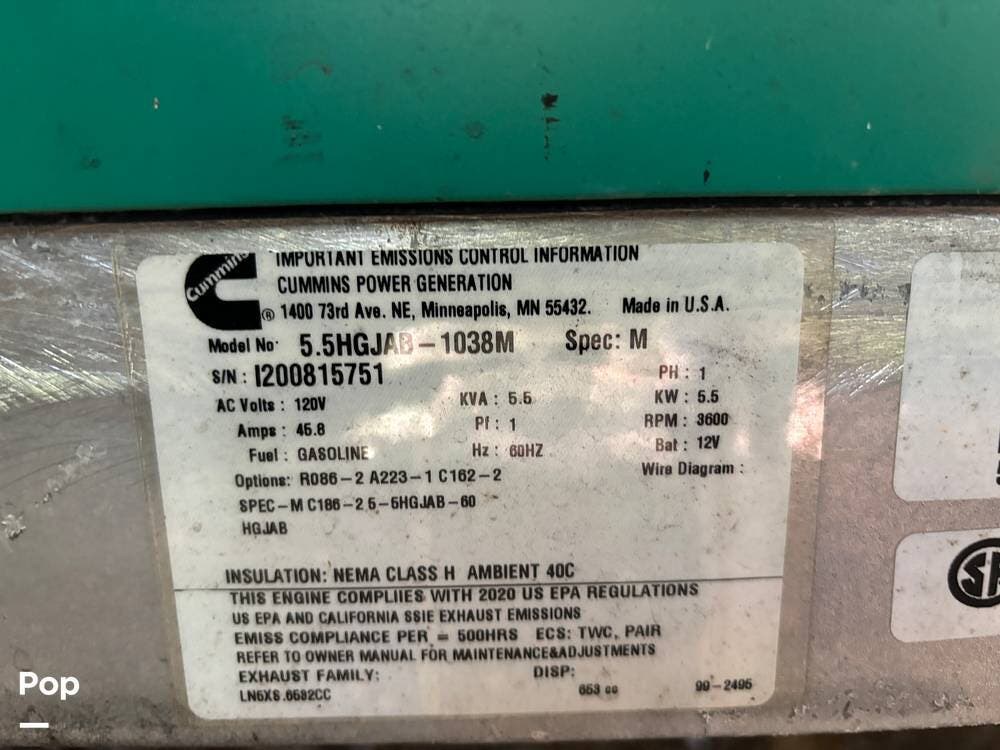 Cummins
IMPORTANT EMISSIONS CONTROL INFORMATION
CUMMINS POWER GENERATION
® 1400 73rd Ave. NE, Minneapolis, MN 55432. Made in U.S.A.
Model No: 5.5HGJAB-1038M Spec: M
S/N : I200815751 PH : 1
AC Volts : 120V KVA : 5.5 KW : 5.5
Amps : 45.8 Pf : 1 RPM : 3600
Fuel : GASOLINE Hz : 60HZ Bat : 12V
Options: R086-2 A223-1 C162-2 Wire Diagram :
SPEC-M C186-2 5-5HGJAB-60
HGJAB
INSULATION: NEMA CLASS H AMBIENT 40C
THIS ENGINE COMPLIIES WITH 2020 US EPA REGULATIONS
US EPA AND CALIFORNIA SSIE EXHAUST EMISSIONS
EMISS COMPLIANCE PER = 500HRS ECS: TWC, PAIR
REFER TO OWNER MANUAL FOR MAINTENANCE&ADJUSTMENTS
EXHAUST FAMILY: DISP:
LN6XS.6532CC 653 cc 99-2495
Pop